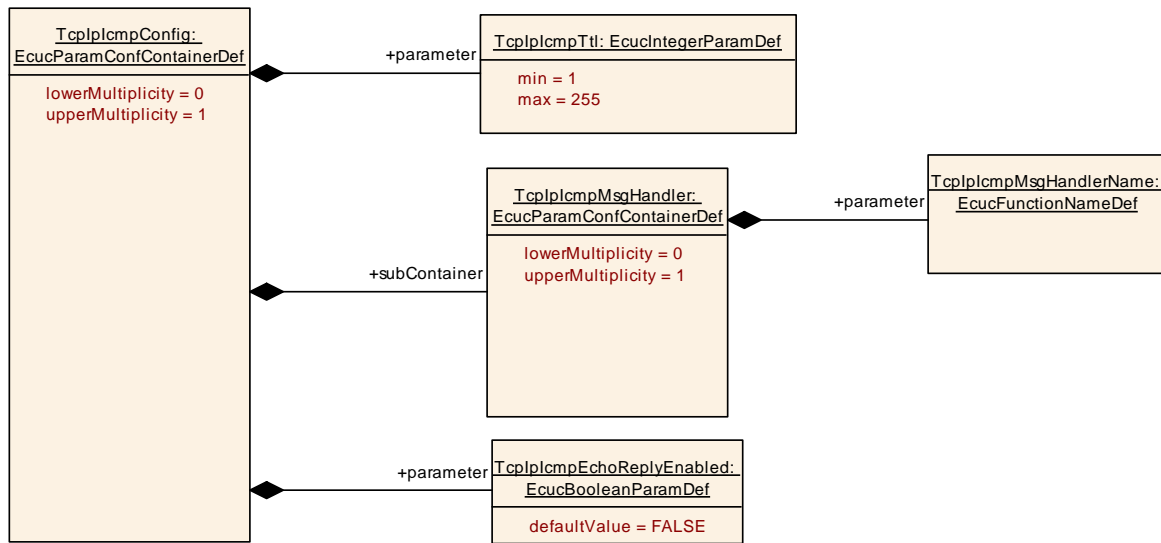 TcpIpIcmpConfig:
EcucParamConfContainerDef
lowerMultiplicity = 0
upperMultiplicity = 1
+parameter
TcpIpIcmpTtl: EcucIntegerParamDef
min = 1
max = 255
TcpIpIcmpMsgHandler:
EcucParamConfContainerDef
lowerMultiplicity = 0
upperMultiplicity = 1
+parameter
TcpIpIcmpMsgHandlerName:
EcucFunctionNameDef
+subContainer
+parameter
TcpIpIcmpEchoReplyEnabled:
EcucBooleanParamDef
defaultValue = FALSE